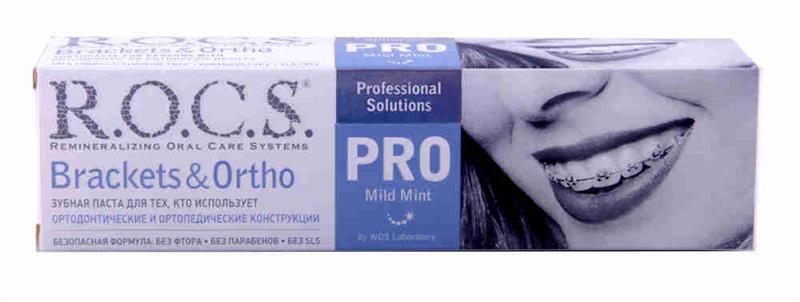 R.O.C.S.
PRO
Mild Mint
R.O.C.S.
REMINERALIZING ORAL CARE SYSTEMS
Brackets & Ortho
ЗУБНАЯ ПАСТА ДЛЯ ТЕХ, КТО ИСПОЛЬЗУЕТ
ОРТОДОНТИЧЕСКИЕ И ОРТОПЕДИЧЕСКИЕ КОНСТРУКЦИИ
БЕЗОПАСНАЯ ФОРМУЛА: БЕЗ ФТОРА • БЕЗ ПАРАБЕНОВ • БЕЗ SLS
Professional
Solutions
PRO
Mild Mint
by WDS Laboratory